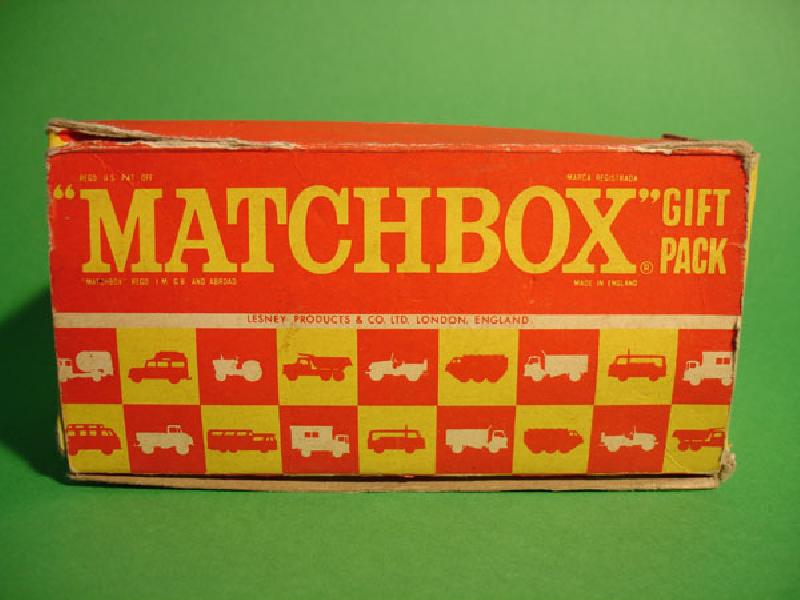 REGD U.S. PAT. OFF. MARCA REGISTRADA
"MATCHBOX"® GIFT
PACK
"MATCHBOX" REGD IN G.B. AND ABROAD MADE IN ENGLAND
LESNEY PRODUCTS & CO. LTD. LONDON, ENGLAND